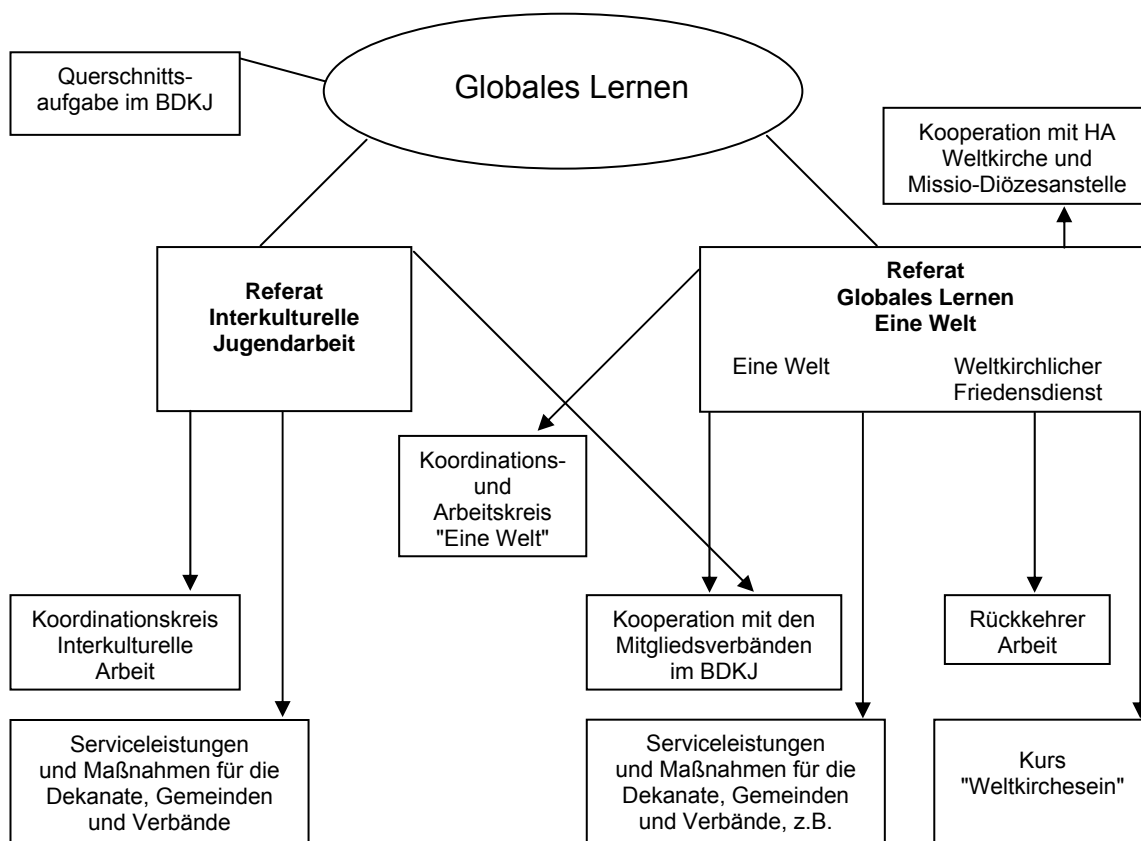 Globales Lernen
Querschnitts-
aufgabe im BDKJ
Kooperation mit HA
Weltkirche und
Missio-Diözesanstelle
Referat
Interkulturelle
Jugendarbeit
Referat
Globales Lernen
Eine Welt
Eine Welt
Weltkirchlicher
Friedensdienst
Koordinations-
und
Arbeitskreis
"Eine Welt"
Koordinationskreis
Interkulturelle
Arbeit
Kooperation mit den
Mitgliedsverbänden
im BDKJ
Rückkehrer
Arbeit
Serviceleistungen
und Maßnahmen für die
Dekanate, Gemeinden
und Verbände
Serviceleistungen
und Maßnahmen für die
Dekanate, Gemeinden
und Verbände, z.B.
Kurs
"Weltkirchesein"